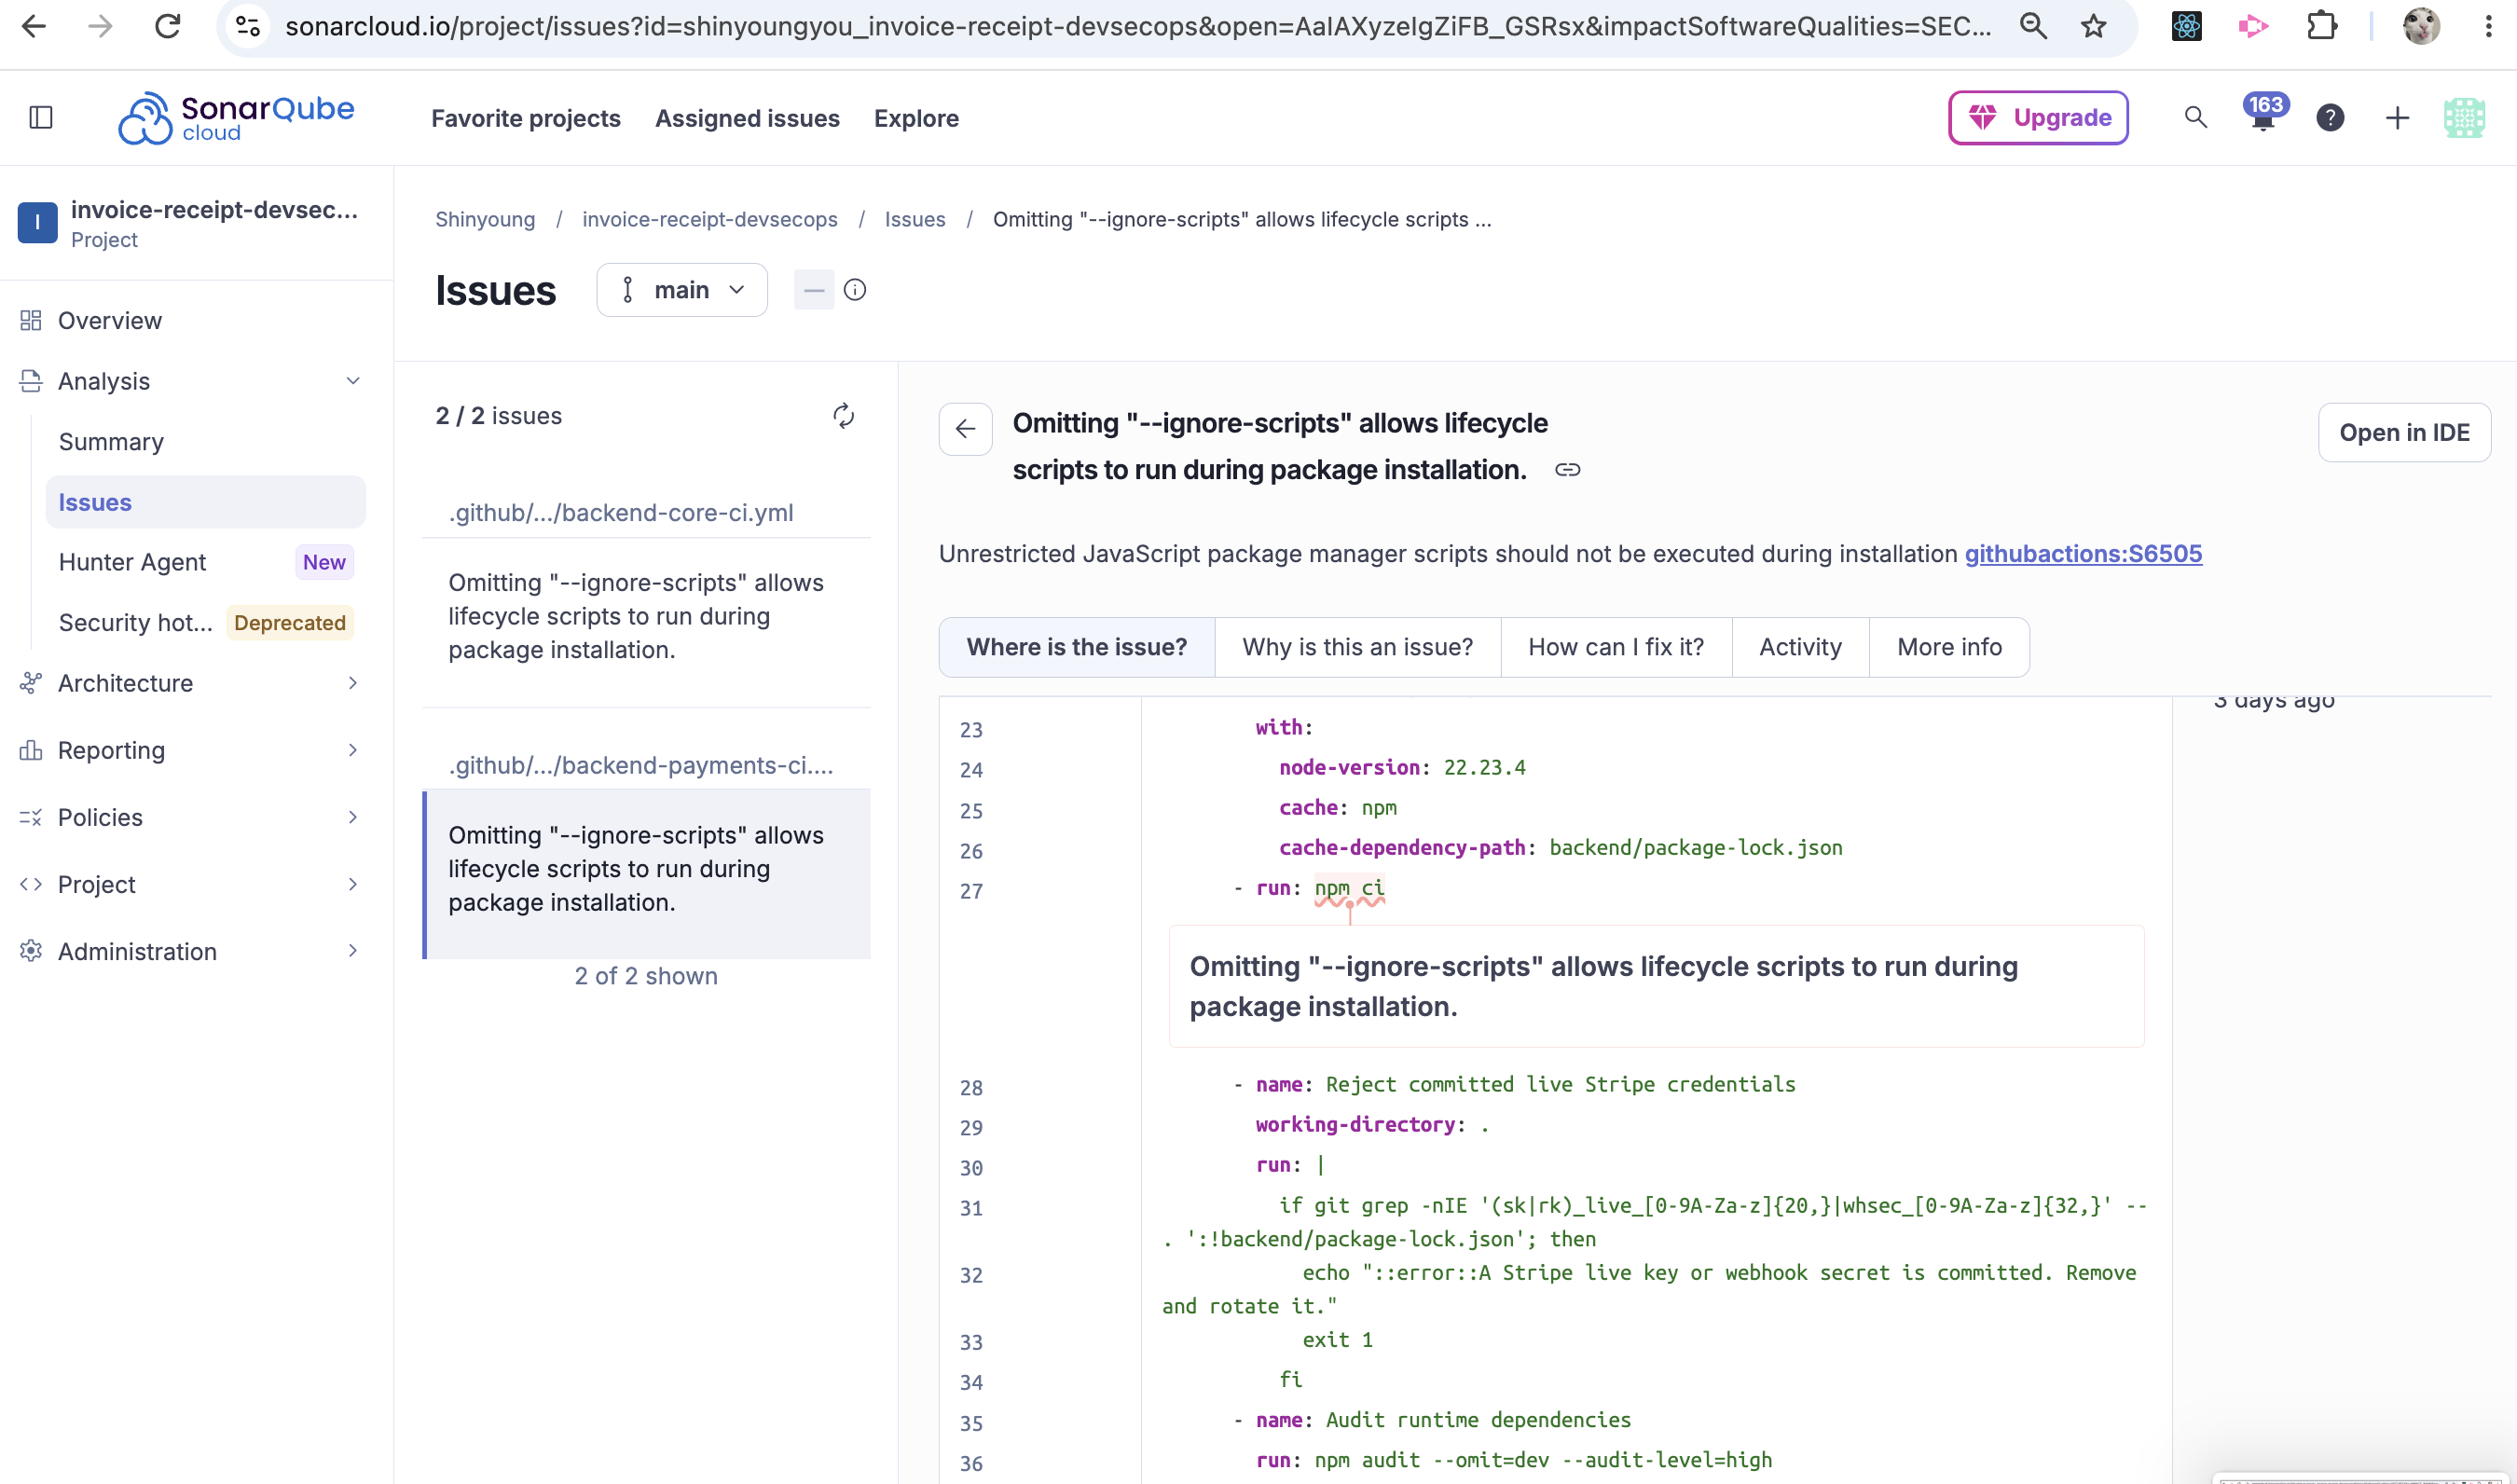 sonarcloud.io/project/issues?id=shinyoungyou_invoice-receipt-devsecops&open=AaIAXyzeIgZiFB_GSRsx&impactSoftwareQualities=SEC...
SonarQube
cloud
Favorite projects
Assigned issues
Explore
Upgrade
163
I
invoice-receipt-devsec...
Project
Overview
Analysis
Summary
Issues
Hunter Agent New
Security hot... Deprecated
Architecture
Reporting
Policies
Project
Administration
Shinyoung / invoice-receipt-devsecops / Issues / Omitting "--ignore-scripts" allows lifecycle scripts ...
Issues
main
2 / 2 issues
.github/.../backend-core-ci.yml
Omitting "--ignore-scripts" allows
lifecycle scripts to run during
package installation.
.github/.../backend-payments-ci....
Omitting "--ignore-scripts" allows
lifecycle scripts to run during
package installation.
2 of 2 shown
Omitting "--ignore-scripts" allows lifecycle
scripts to run during package installation.
Open in IDE
Unrestricted JavaScript package manager scripts should not be executed during installation githubactions:S6505
Where is the issue?
Why is this an issue?
How can I fix it?
Activity
More info
3 days ago
23 with:
24 node-version: 22.23.4
25 cache: npm
26 cache-dependency-path: backend/package-lock.json
27 - run: npm ci
Omitting "--ignore-scripts" allows lifecycle scripts to run during
package installation.
28 - name: Reject committed live Stripe credentials
29 working-directory: .
30 run: |
31 if git grep -nIE '(sk|rk)_live_[0-9A-Za-z]{20,}|whsec_[0-9A-Za-z]{32,}' --
. ':!backend/package-lock.json'; then
32 echo "::error::A Stripe live key or webhook secret is committed. Remove
and rotate it."
33 exit 1
34 fi
35 - name: Audit runtime dependencies
36 run: npm audit --omit=dev --audit-level=high